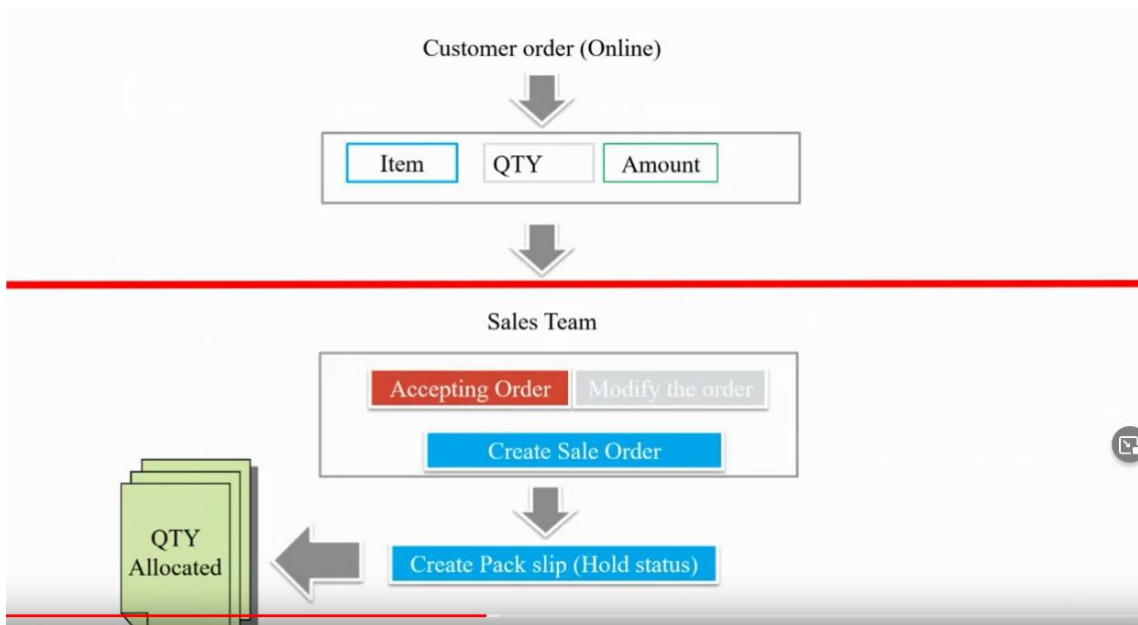 Customer order (Online)
Item
QTY
Amount
Sales Team
Accepting Order
Modify the order
Create Sale Order
QTY
Allocated
Create Pack slip (Hold status)